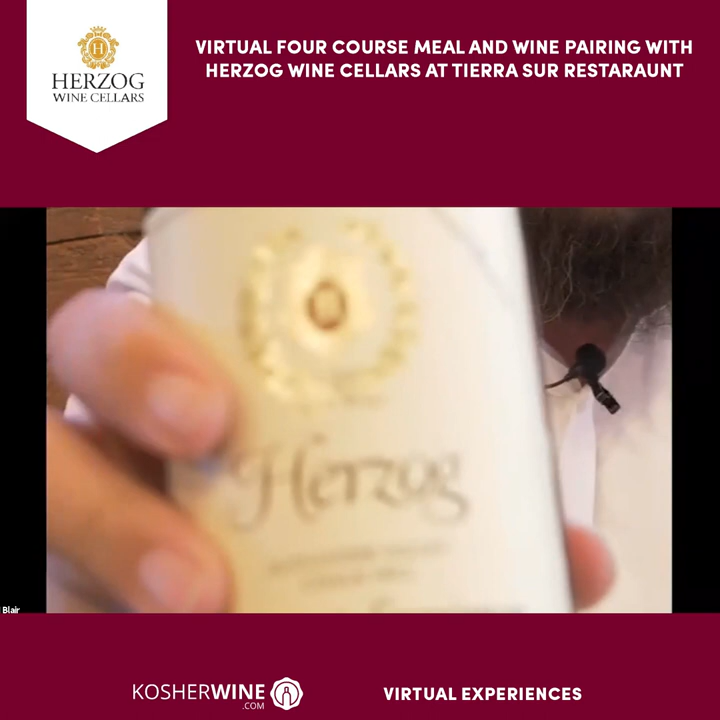 H
HERZOG
WINE CELLARS
VIRTUAL FOUR COURSE MEAL AND WINE PAIRING WITH
HERZOG WINE CELLARS AT TIERRA SUR RESTARAUNT
Herzog
Blair
KOSHERWINE
.COM
VIRTUAL EXPERIENCES